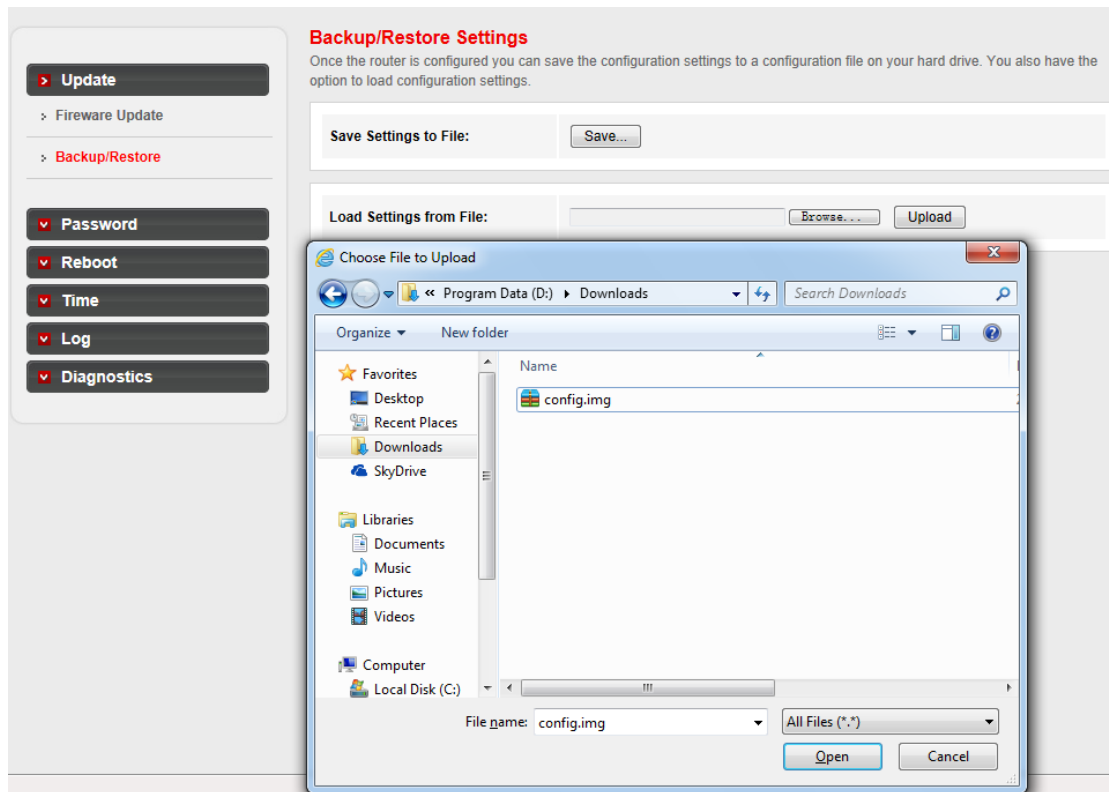 Update
Fireware Update
Backup/Restore
Password
Reboot
Time
Log
Diagnostics
Backup/Restore Settings
Once the router is configured you can save the configuration settings to a configuration file on your hard drive. You also have the
option to load configuration settings.
Save Settings to File:
Save...
Load Settings from File:
Browse...
Upload
Choose File to Upload
« Program Data (D:) Downloads
Search Downloads
Organize
New folder
Favorites
Desktop
Recent Places
Downloads
SkyDrive
Libraries
Documents
Music
Pictures
Videos
Computer
Local Disk (C:)
Name
config.img
File name: config.img
All Files (*.*)
Open
Cancel